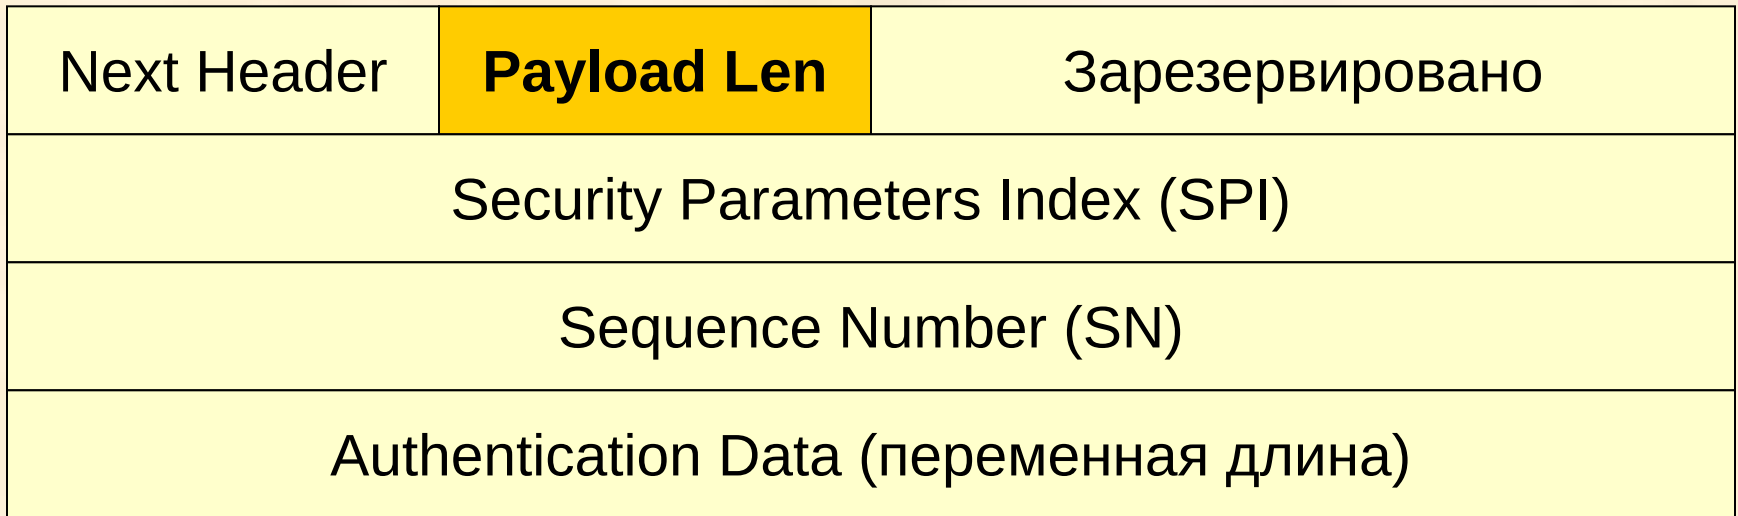 Next Header Payload Len Зарезервировано
Security Parameters Index (SPI)
Sequence Number (SN)
Authentication Data (переменная длина)